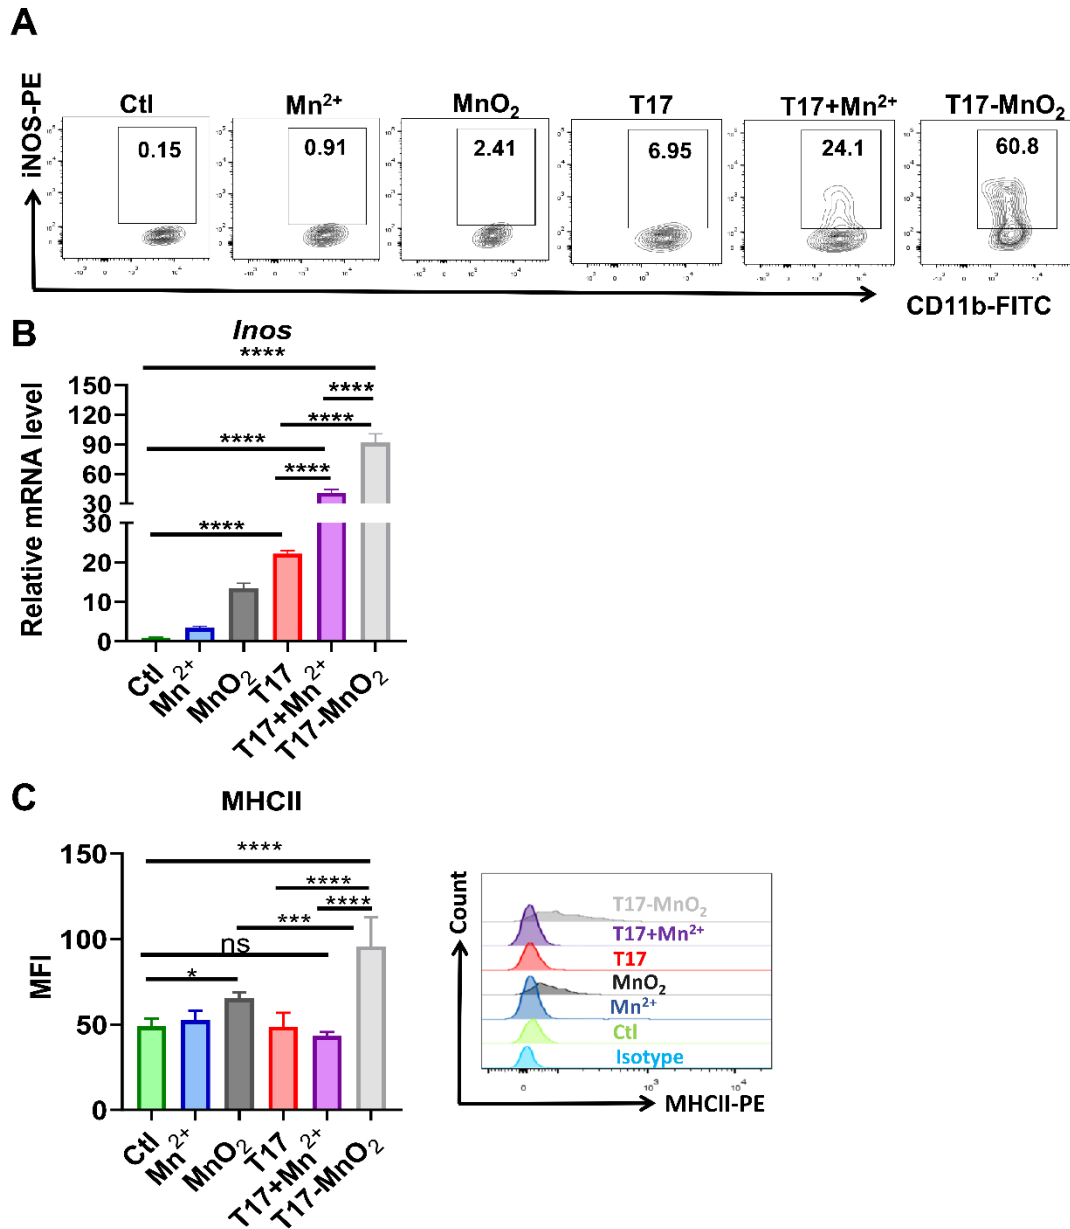 A
iNOS-PE
Ctl Mn²⁺ MnO₂ T17 T17+Mn²⁺ T17-MnO₂
0.15 0.91 2.41 6.95 24.1 60.8
CD11b-FITC
B
Inos
****
****
****
****
****
****
Relative mRNA level
150
120
90
60
30
30
20
10
0
Ctl Mn²⁺ MnO₂ T17 T17+Mn²⁺ T17-MnO₂
C
MHCII
****
****
****
***
ns
*
MFI
150
100
50
0
Ctl Mn²⁺ MnO₂ T17 T17+Mn²⁺ T17-MnO₂
Count
T17-MnO₂
T17+Mn²⁺
T17
MnO₂
Mn²⁺
Ctl
Isotype
0 10³ 10⁴
MHCII-PE